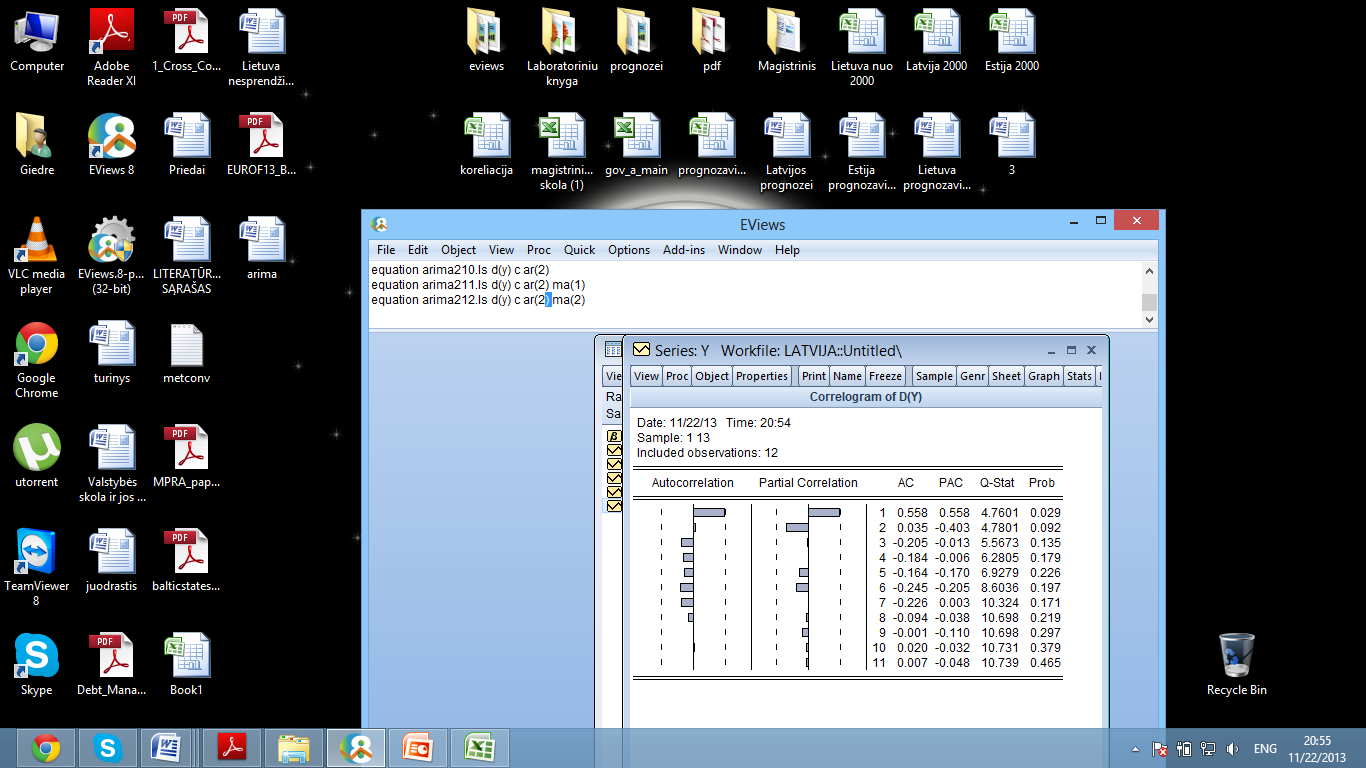 Computer
Adobe
Reader XI
1_Cross_Co...
Lietuva
nesprendži...
eviews
Laboratoriniu
knyga
prognozei
pdf
Magistrinis
Lietuva nuo
2000
Latvija 2000
Estija 2000
Giedre
EViews 8
Priedai
EUROF13_B...
koreliacija
magistrini...
skola (1)
gov_a_main
prognozavi...
Latvijos
prognozei
Estija
prognozavi...
Lietuva
prognozavi...
3
VLC media
player
EViews.8-p...
(32-bit)
LITERATŪR...
SĄRAŠAS
arima
Google
Chrome
turinys
metconv
utorrent
Valstybės
skola ir jos ...
MPRA_pap...
TeamViewer
8
juodrastis
balticstates...
Skype
Debt_Mana...
Book1
EViews
File Edit Object View Proc Quick Options Add-ins Window Help
equation arima210.ls d(y) c ar(2)
equation arima211.ls d(y) c ar(2) ma(1)
equation arima212.ls d(y) c ar(2) ma(2)
Vie
Ra
Sa
Series: Y Workfile: LATVIJA::Untitled\
View Proc Object Properties Print Name Freeze Sample Genr Sheet Graph Stats
Correlogram of D(Y)
Date: 11/22/13 Time: 20:54
Sample: 1 13
Included observations: 12
Autocorrelation Partial Correlation AC PAC Q-Stat Prob
1 0.558 0.558 4.7601 0.029
2 0.035 -0.403 4.7801 0.092
3 -0.205 -0.013 5.5673 0.135
4 -0.184 -0.006 6.2805 0.179
5 -0.164 -0.170 6.9279 0.226
6 -0.245 -0.205 8.6036 0.197
7 -0.226 0.003 10.324 0.171
8 -0.094 -0.038 10.698 0.219
9 -0.001 -0.110 10.698 0.297
10 0.020 -0.032 10.731 0.379
11 0.007 -0.048 10.739 0.465
Recycle Bin
ENG
20:55
11/22/2013